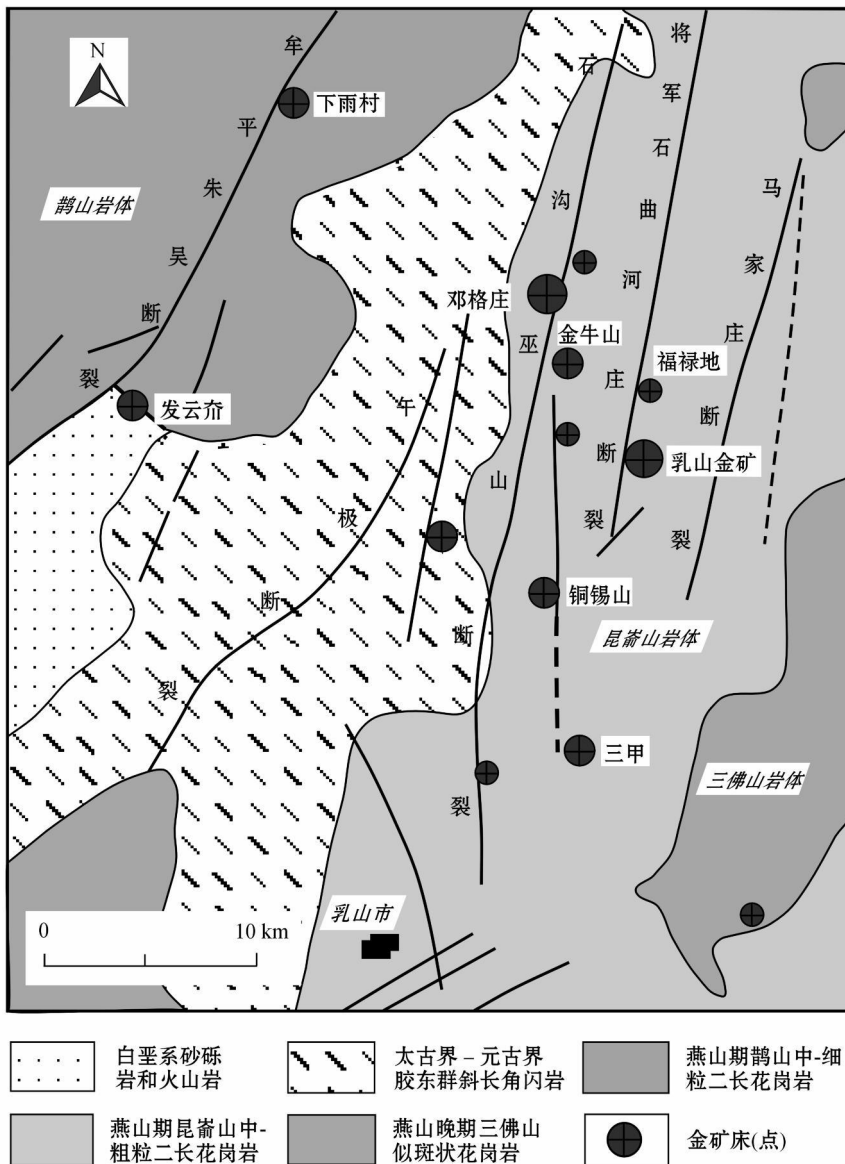 N
牟平朱吴断裂
下雨村
鹊山岩体
石沟巫山断裂
将军石曲河庄断裂
马家庄断裂
邓格庄
金牛山
福禄地
发云夼
午极断裂
乳山金矿
铜锡山
昆嵛山岩体
三甲
三佛山岩体
乳山市
0 10 km
白垩系砂砾
岩和火山岩
太古界 – 元古界
胶东群斜长角闪岩
燕山期鹊山中-细
粒二长花岗岩
燕山期昆嵛山中-
粗粒二长花岗岩
燕山晚期三佛山
似斑状花岗岩
金矿床(点)